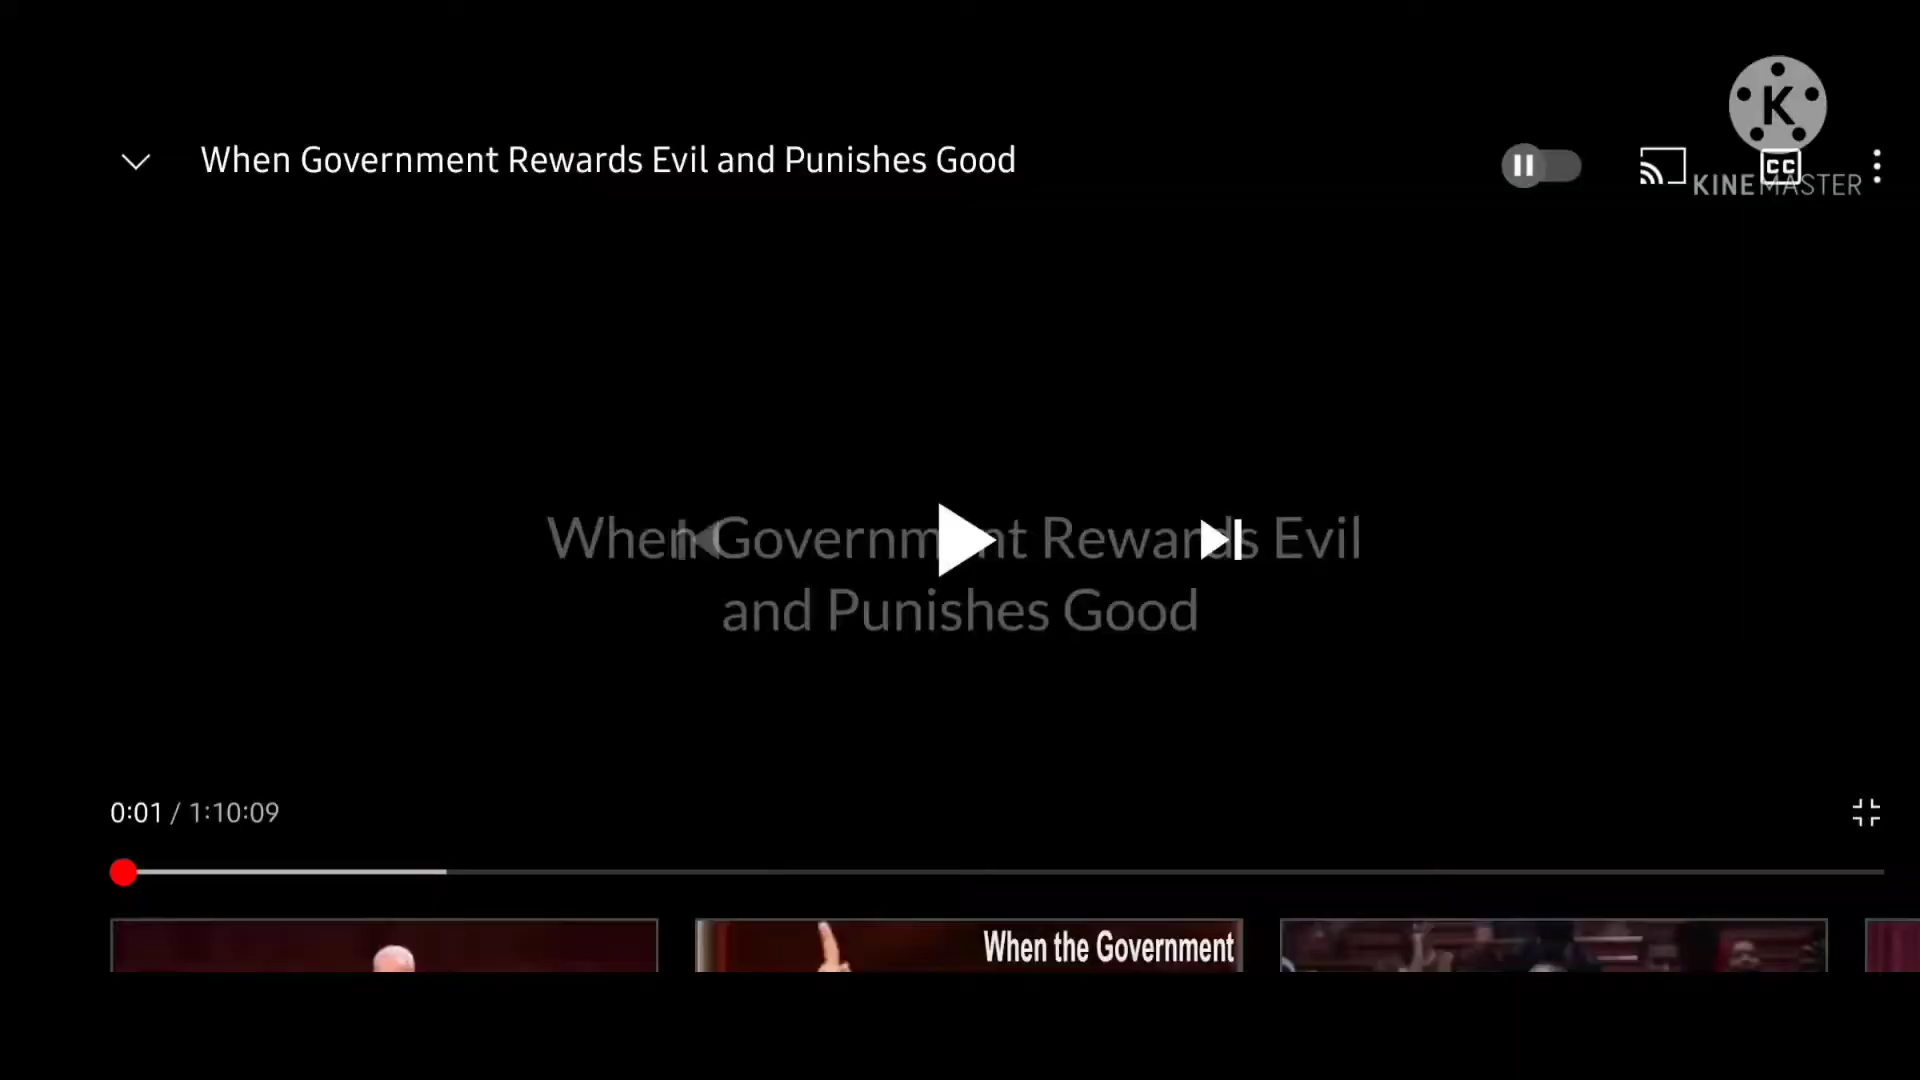 K
KINEMASTER
When Government Rewards Evil and Punishes Good
CC
When Government Rewards Evil
and Punishes Good
0:01 / 1:10:09
When the Government